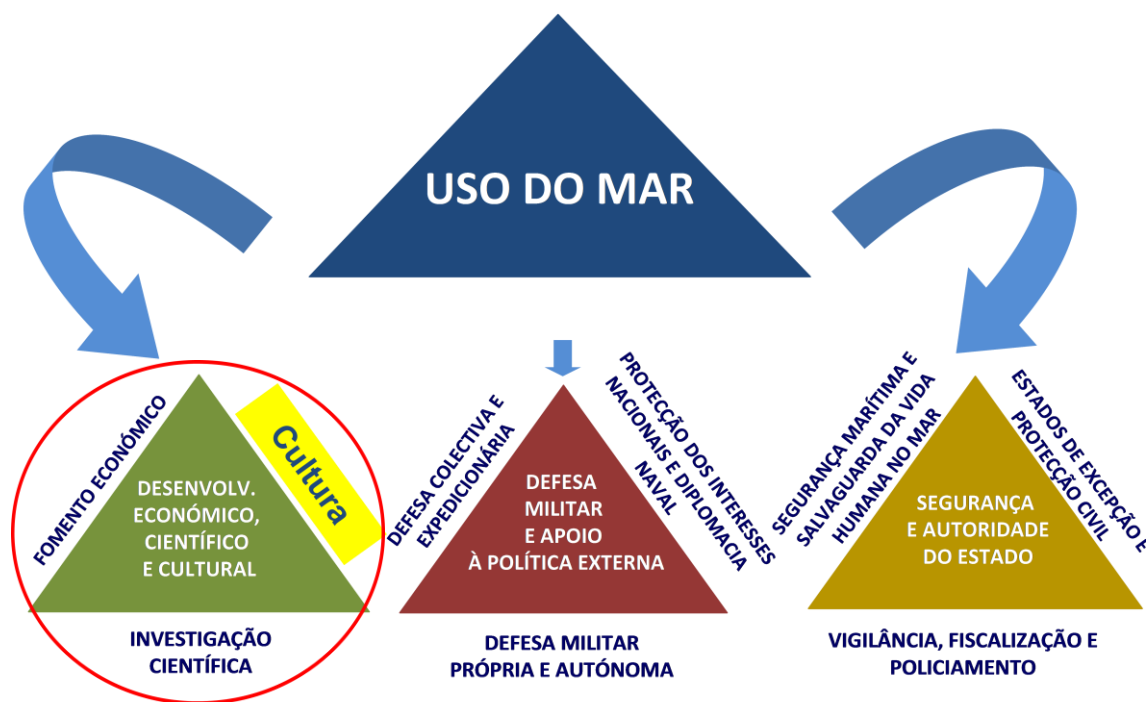 USO DO MAR
FOMENTO ECONÓMICO
Cultura
DESENVOLV.
ECONÓMICO,
CIENTÍFICO
E CULTURAL
INVESTIGAÇÃO
CIENTÍFICA
DEFESA COLECTIVA E
EXPEDICIONÁRIA
PROTECÇÃO DOS INTERESSES
NACIONAIS E DIPLOMACIA
NAVAL
DEFESA
MILITAR
E APOIO
À POLÍTICA EXTERNA
DEFESA MILITAR
PRÓPRIA E AUTÓNOMA
SEGURANÇA MARÍTIMA E
SALVAGUARDA DA VIDA
HUMANA NO MAR
ESTADOS DE EXCEPÇÃO E
PROTECÇÃO CIVIL
SEGURANÇA
E AUTORIDADE
DO ESTADO
VIGILÂNCIA, FISCALIZAÇÃO E
POLICIAMENTO